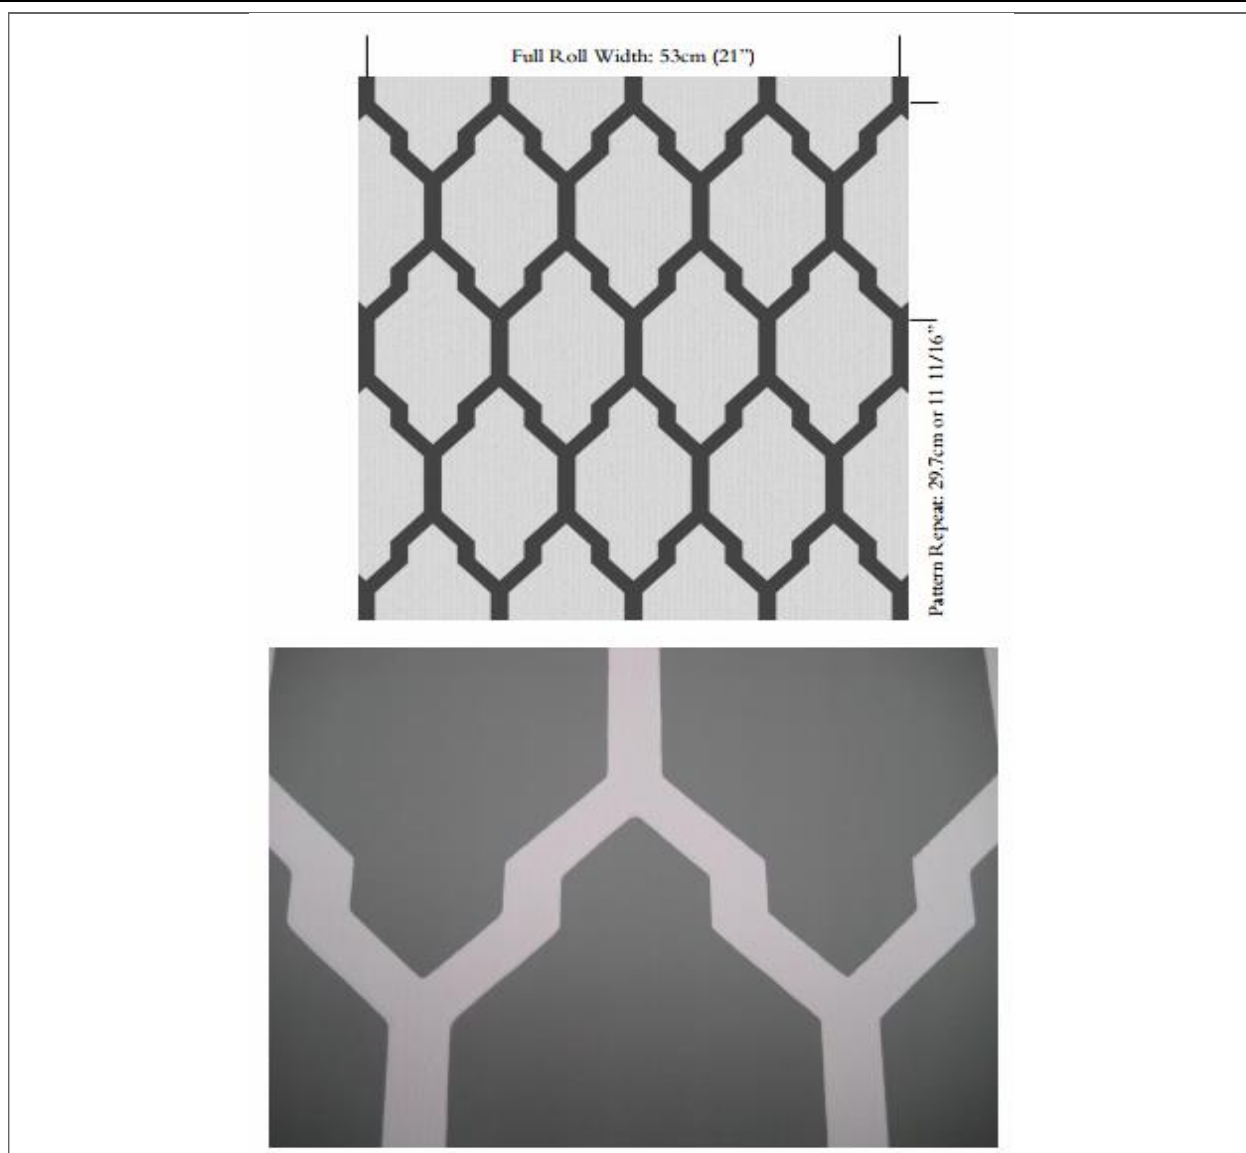 Full Roll Width: 53cm (21”)
Pattern Repeat: 29.7cm or 11 11/16”